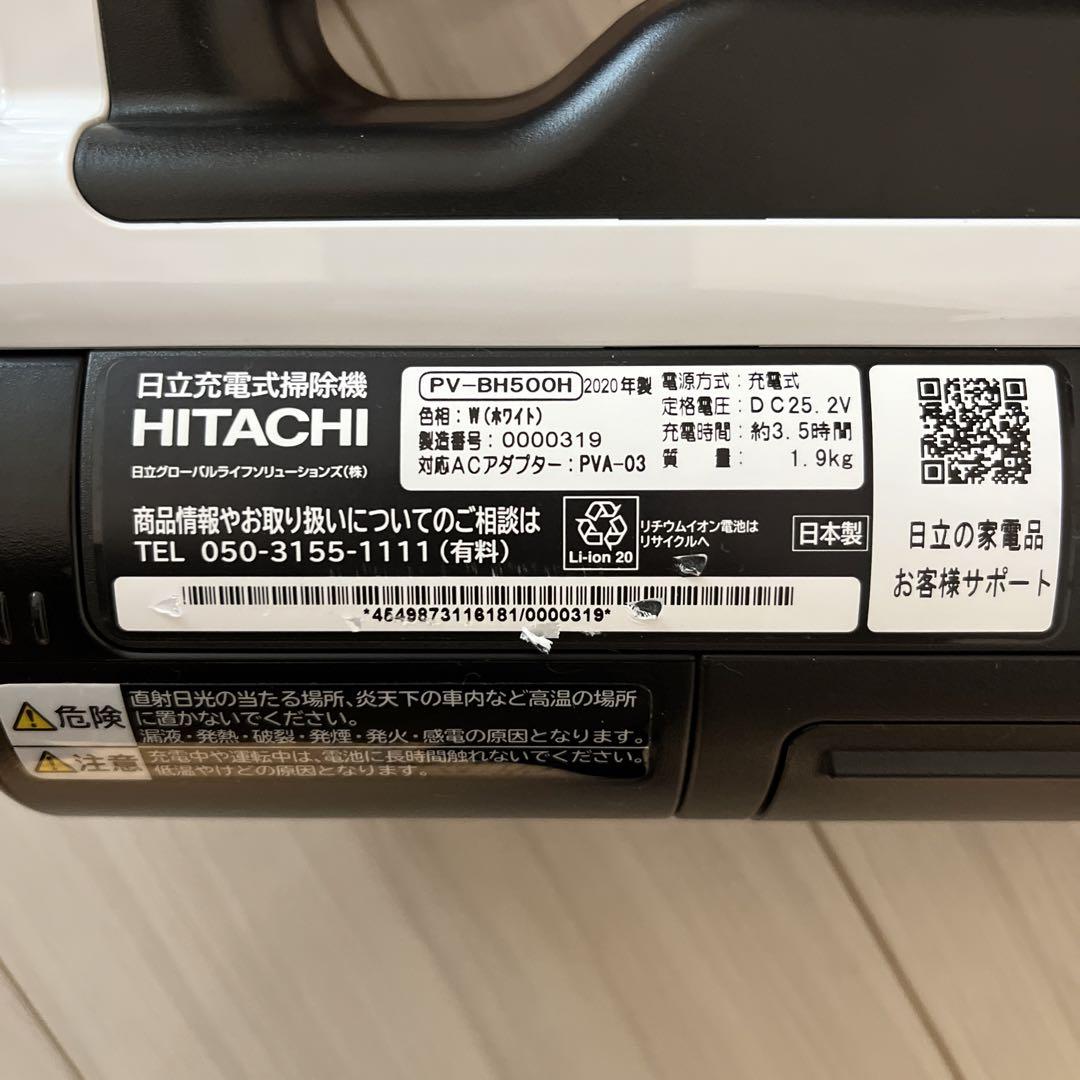 日立充電式掃除機
HITACHI
日立グローバルライフソリューションズ(株)
PV-BH500H 2020年製
色相:W(ホワイト)
製造番号:0000319
対応ACアダプター:PVA-03
電源方式:充電式
定格電圧:DC25.2V
充電時間:約3.5時間
質量: 1.9kg
商品情報やお取り扱いについてのご相談は
TEL 050-3155-1111(有料)
Li-ion 20
リチウムイオン電池は
リサイクルへ
日本製
*4549873116181/0000319*
日立の家電品
お客様サポート
危険
直射日光の当たる場所、炎天下の車内など高温の場所
に置かないでください。
漏液・発熱・破裂・発煙・発火・感電の原因となります。
注意
充電中や運転中は、電池に長時間触れないでください。
低温やけどの原因となります。